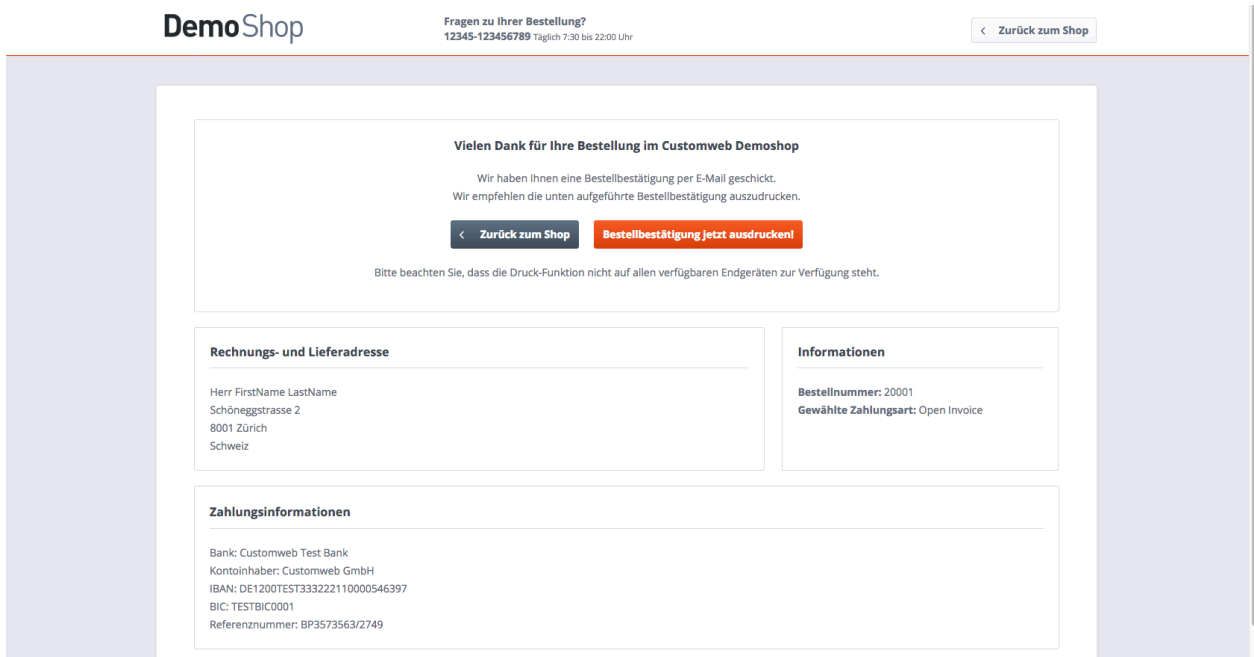 DemoShop
Fragen zu Ihrer Bestellung?
12345-123456789 Täglich 7:30 bis 22:00 Uhr
Zurück zum Shop
Vielen Dank für Ihre Bestellung im Customweb Demoshop
Wir haben Ihnen eine Bestellbestätigung per E-Mail geschickt.
Wir empfehlen die unten aufgeführte Bestellbestätigung auszudrucken.
Zurück zum Shop
Bestellbestätigung jetzt ausdrucken!
Bitte beachten Sie, dass die Druck-Funktion nicht auf allen verfügbaren Endgeräten zur Verfügung steht.
Rechnungs- und Lieferadresse
Herr FirstName LastName
Schöneggstrasse 2
8001 Zürich
Schweiz
Informationen
Bestellnummer: 20001
Gewählte Zahlungsart: Open Invoice
Zahlungsinformationen
Bank: Customweb Test Bank
Kontoinhaber: Customweb GmbH
IBAN: DE1200TEST333222110000546397
BIC: TESTBIC0001
Referenznummer: BP3573563/2749